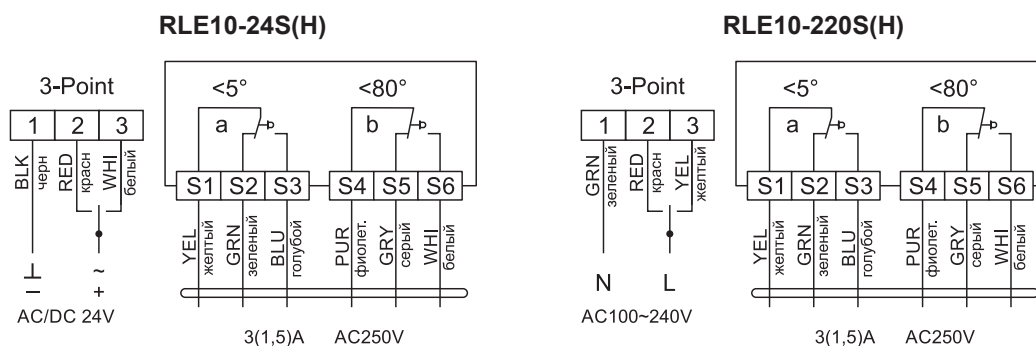 RLE10-24S(H)
3-Point
<5°
<80°
1 2 3
a
b
BLK черн
RED красн
WHI белый
S1 S2 S3 S4 S5 S6
YEL желтый
GRN зеленый
BLU голубой
PUR фиолет.
GRY серый
WHI белый
⊥ ~
− +
AC/DC 24V
3(1,5)A AC250V
RLE10-220S(H)
3-Point
<5°
<80°
1 2 3
a
b
GRN зеленый
RED красн
YEL желтый
S1 S2 S3 S4 S5 S6
YEL желтый
GRN зеленый
BLU голубой
PUR фиолет.
GRY серый
WHI белый
N L
AC100~240V
3(1,5)A AC250V